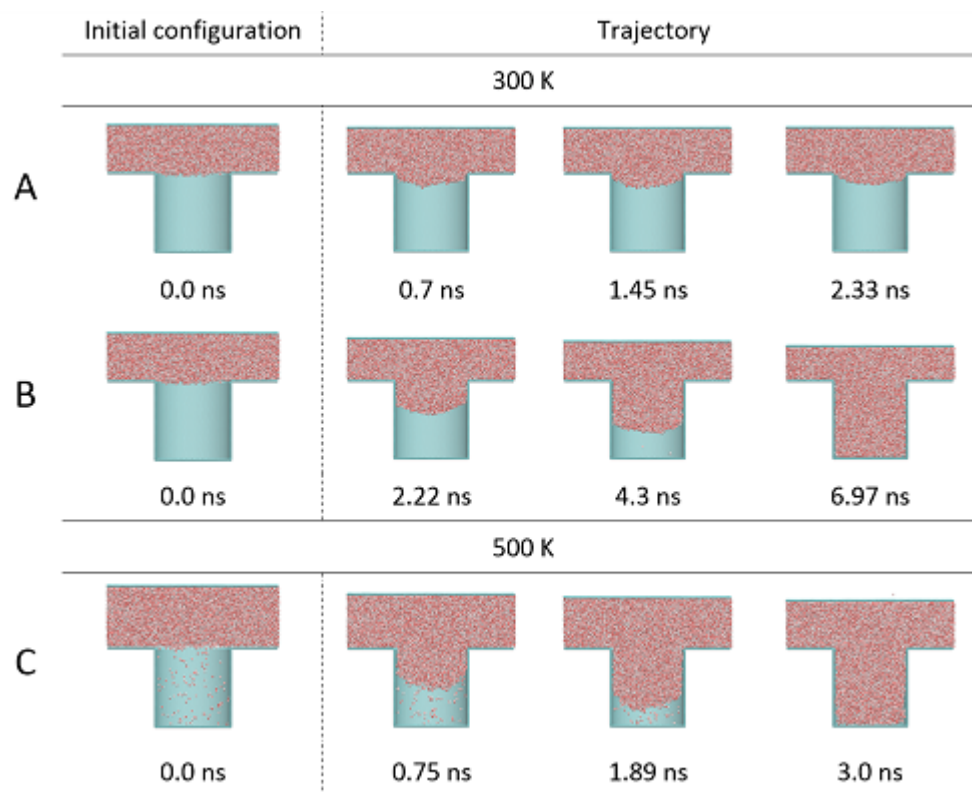 Initial configuration Trajectory
300 K
A
0.0 ns 0.7 ns 1.45 ns 2.33 ns
B
0.0 ns 2.22 ns 4.3 ns 6.97 ns
500 K
C
0.0 ns 0.75 ns 1.89 ns 3.0 ns